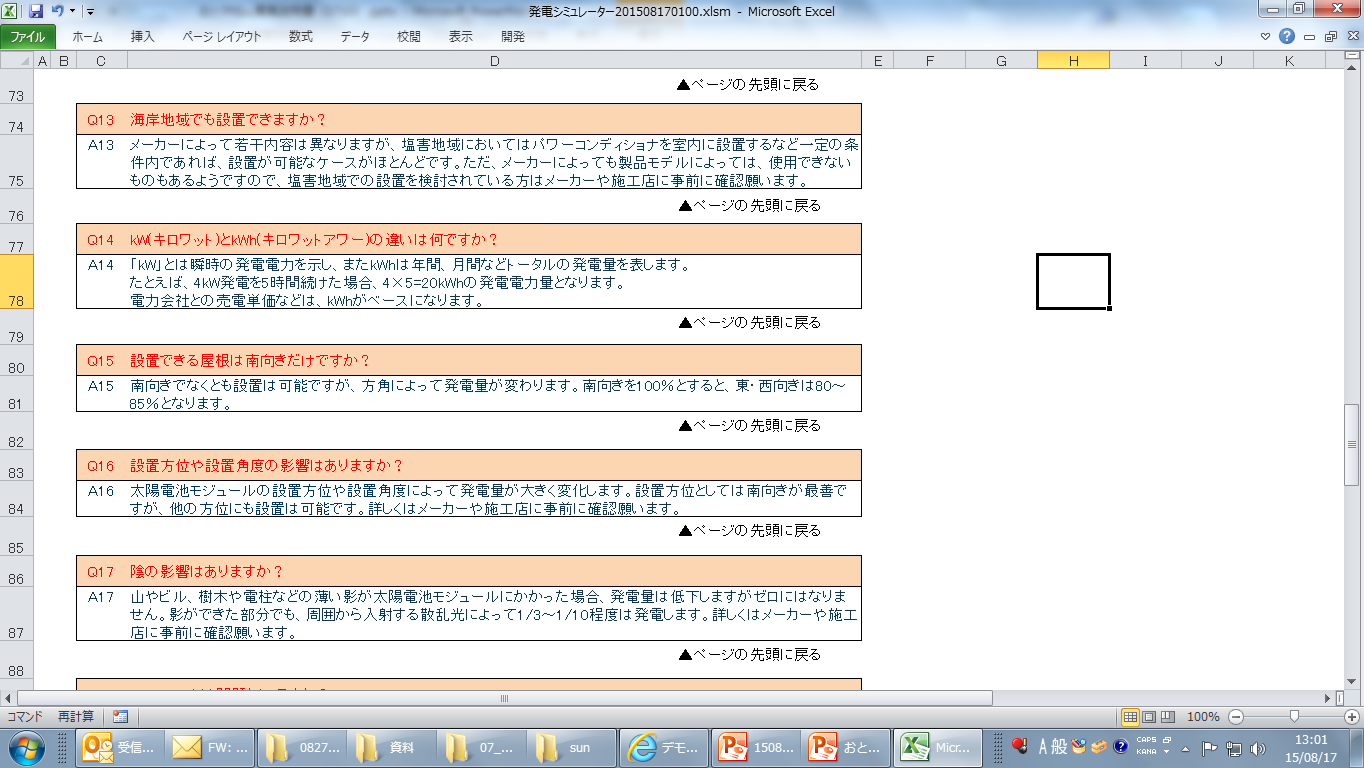 発電シミュレーター201508170100.xlsm - Microsoft Excel
ファイル ホーム 挿入 ページ レイアウト 数式 データ 校閲 表示 開発
A B C D E F G H I J K
73 ▲ページの先頭に戻る
74 Q13 海岸地域でも設置できますか？
A13 メーカーによって若干内容は異なりますが、塩害地域においてはパワーコンディショナを室内に設置するなど一定の条
件内であれば、設置が可能なケースがほとんどです。ただ、メーカーによっても製品モデルによっては、使用できない
75 ものもあるようですので、塩害地域での設置を検討されている方はメーカーや施工店に事前に確認願います。
76 ▲ページの先頭に戻る
77 Q14 kW(キロワット)とkWh(キロワットアワー)の違いは何ですか？
A14 「kW」とは瞬時の発電電力を示し、またkWhは年間、月間などトータルの発電量を表します。
たとえば、4kW発電を5時間続けた場合、4×5=20kWhの発電電力量となります。
78 電力会社との売電単価などは、kWhがベースになります。
79 ▲ページの先頭に戻る
80 Q15 設置できる屋根は南向きだけですか？
A15 南向きでなくとも設置は可能ですが、方角によって発電量が変わります。南向きを100％とすると、東・西向きは80～
81 85％となります。
82 ▲ページの先頭に戻る
83 Q16 設置方位や設置角度の影響はありますか？
A16 太陽電池モジュールの設置方位や設置角度によって発電量が大きく変化します。設置方位としては南向きが最善で
84 すが、他の方位にも設置は可能です。詳しくはメーカーや施工店に事前に確認願います。
85 ▲ページの先頭に戻る
86 Q17 陰の影響はありますか？
A17 山やビル、樹木や電柱などの薄い影が太陽電池モジュールにかかった場合、発電量は低下しますがゼロにはなりま
せん。影ができた部分でも、周囲から入射する散乱光によって1/3～1/10程度は発電します。詳しくはメーカーや施工
87 店に事前に確認願います。
88 ▲ページの先頭に戻る
コマンド 再計算 100%
受信... FW: ... 0827... 資料 07_... sun デモ... 1508... おと... Micr... A 般 CAPS KANA 13:01
15/08/17